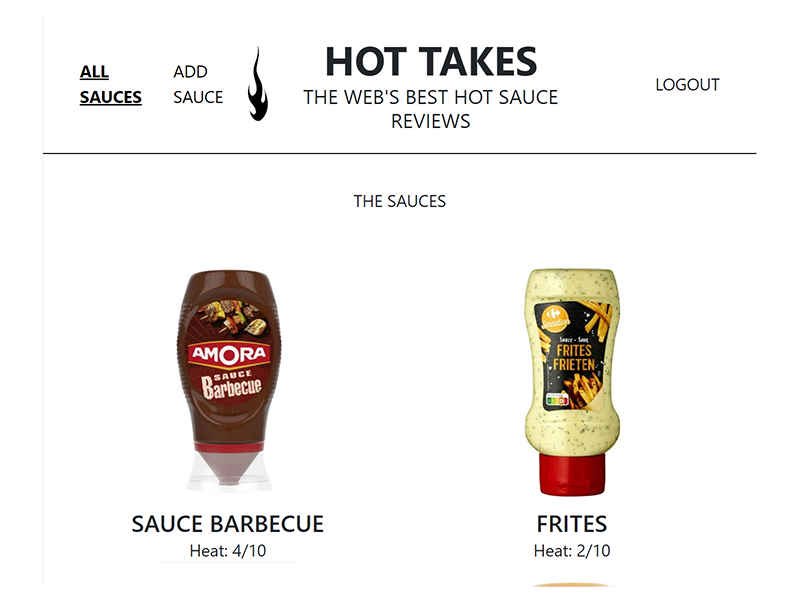 ALL
SAUCES
ADD
SAUCE
HOT TAKES
THE WEB'S BEST HOT SAUCE
REVIEWS
LOGOUT
THE SAUCES
AMORA
SAUCE
Barbecue
Sensation
Sauce - Saus
FRITES
FRIETEN
SAUCE BARBECUE
Heat: 4/10
FRITES
Heat: 2/10